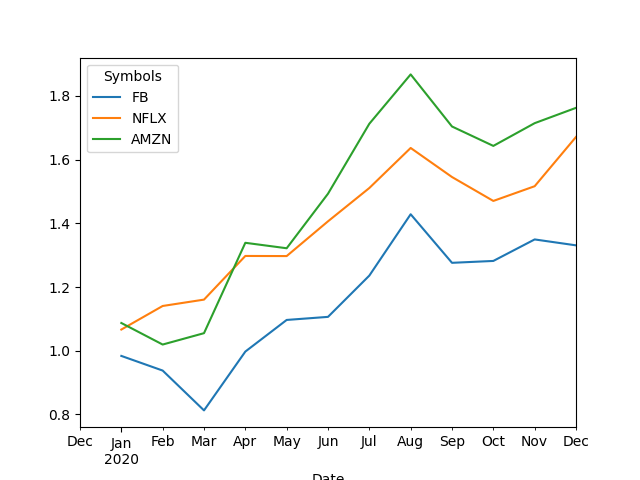 Symbols
FB
NFLX
AMZN
1.8
1.6
1.4
1.2
1.0
0.8
Dec Jan Feb Mar Apr May Jun Jul Aug Sep Oct Nov Dec
2020
Date